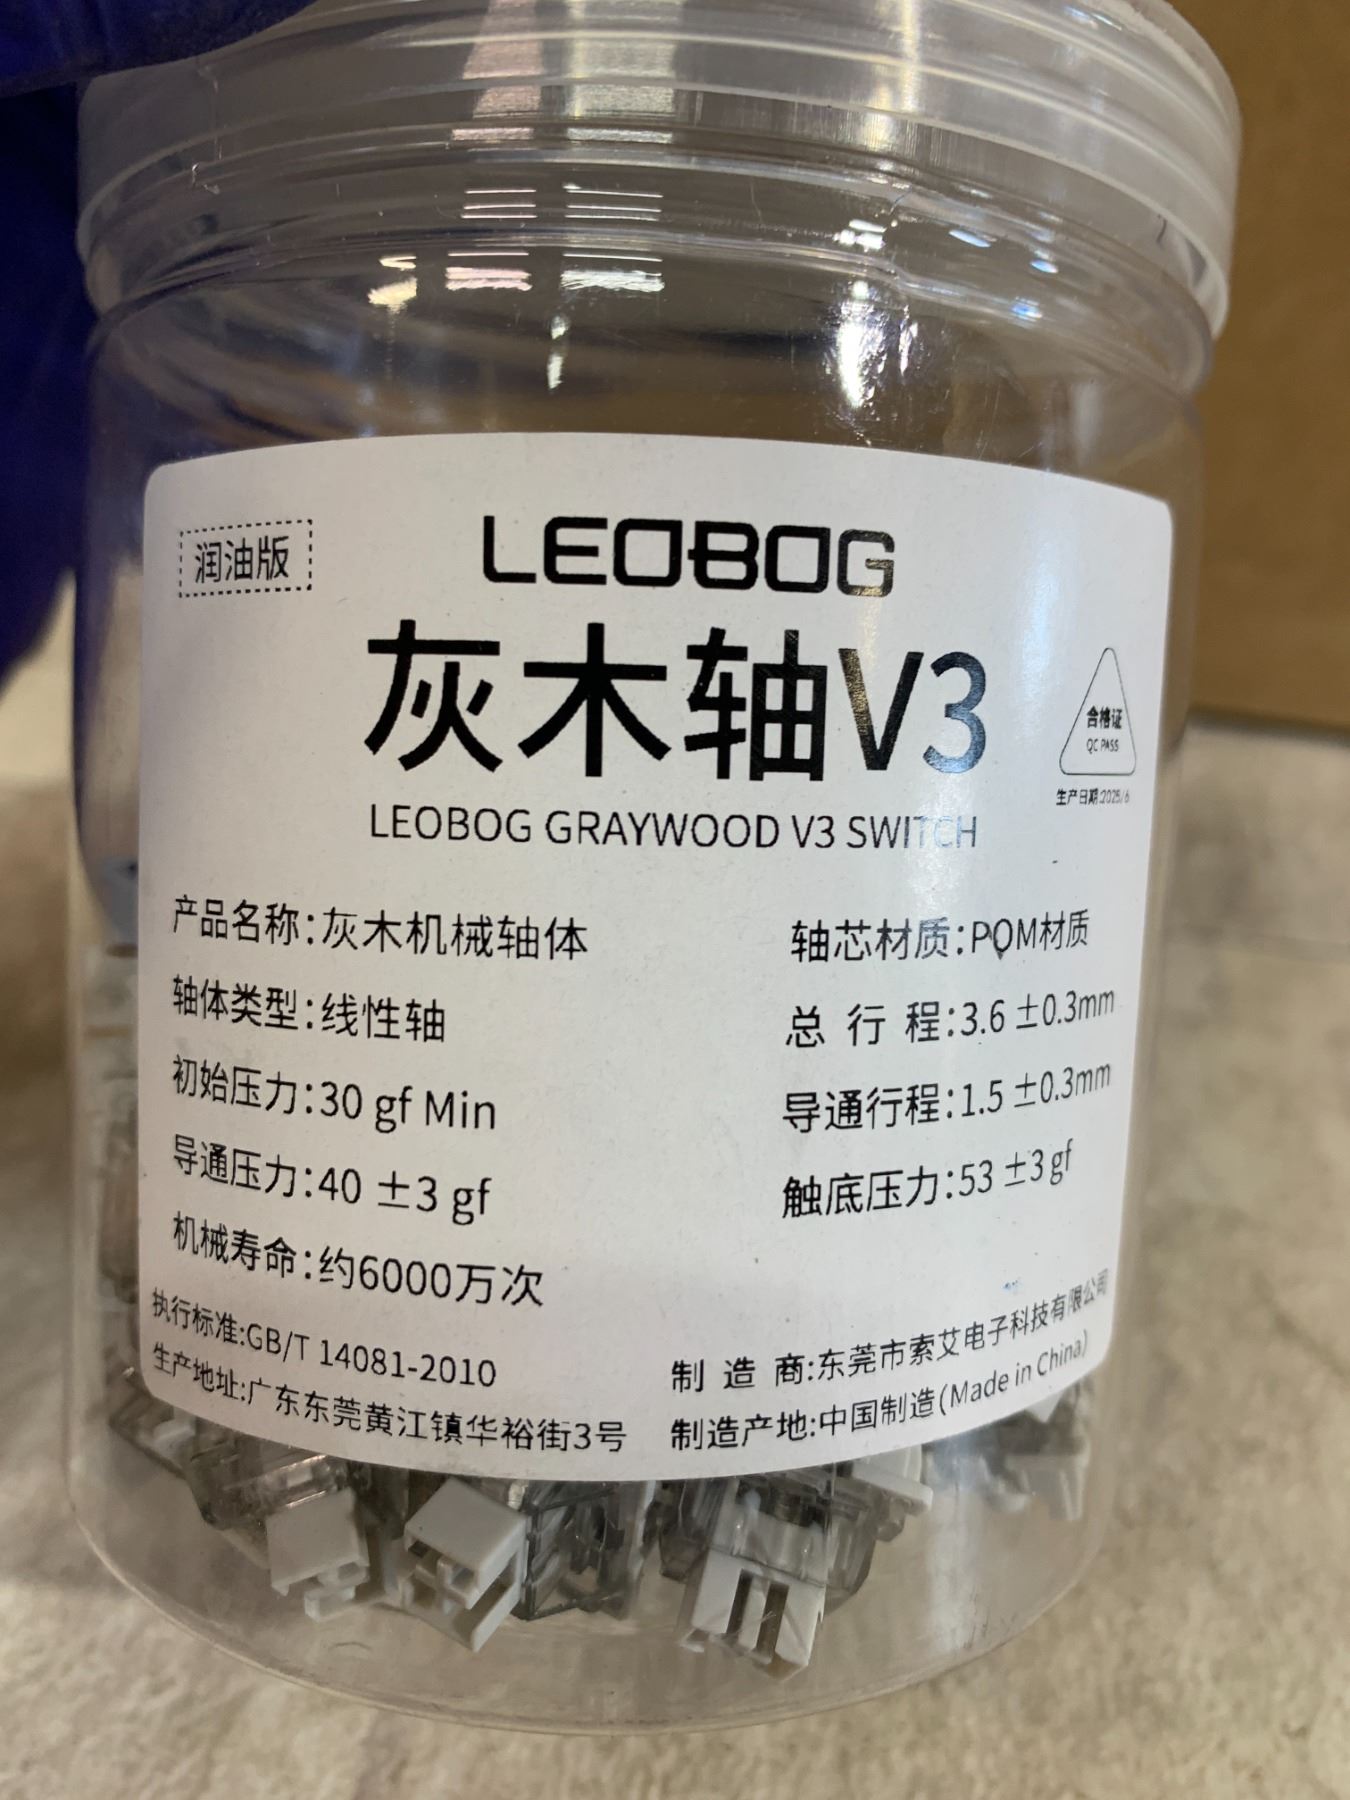 润油版
LEOBOG
灰木轴V3
LEOBOG GRAYWOOD V3 SWITCH
合格证
QC PASS
生产日期:2025/6
产品名称:灰木机械轴体
轴体类型:线性轴
初始压力:30 gf Min
导通压力:40 ±3 gf
机械寿命:约6000万次
轴芯材质:POM材质
总 行 程:3.6 ±0.3mm
导通行程:1.5 ±0.3mm
触底压力:53 ±3 gf
执行标准:GB/T 14081-2010
生产地址:广东东莞黄江镇华裕街3号
制 造 商:东莞市索艾电子科技有限公司
制造产地:中国制造(Made in China)